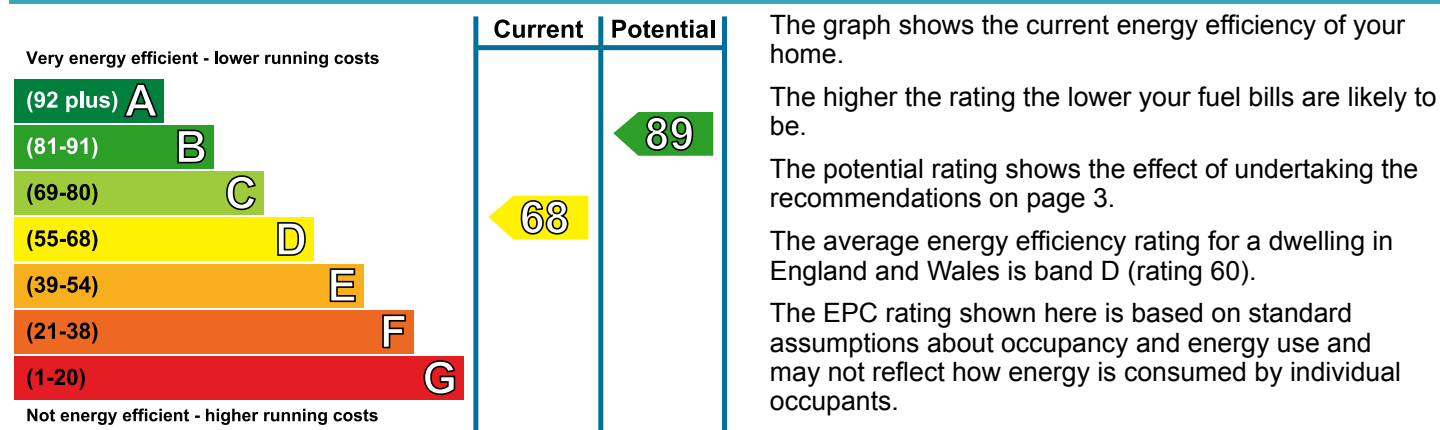 Current Potential
Very energy efficient - lower running costs
(92 plus) A
(81-91) B
(69-80) C
(55-68) D
(39-54) E
(21-38) F
(1-20) G
Not energy efficient - higher running costs
89
68
The graph shows the current energy efficiency of your
home.
The higher the rating the lower your fuel bills are likely to
be.
The potential rating shows the effect of undertaking the
recommendations on page 3.
The average energy efficiency rating for a dwelling in
England and Wales is band D (rating 60).
The EPC rating shown here is based on standard
assumptions about occupancy and energy use and
may not reflect how energy is consumed by individual
occupants.